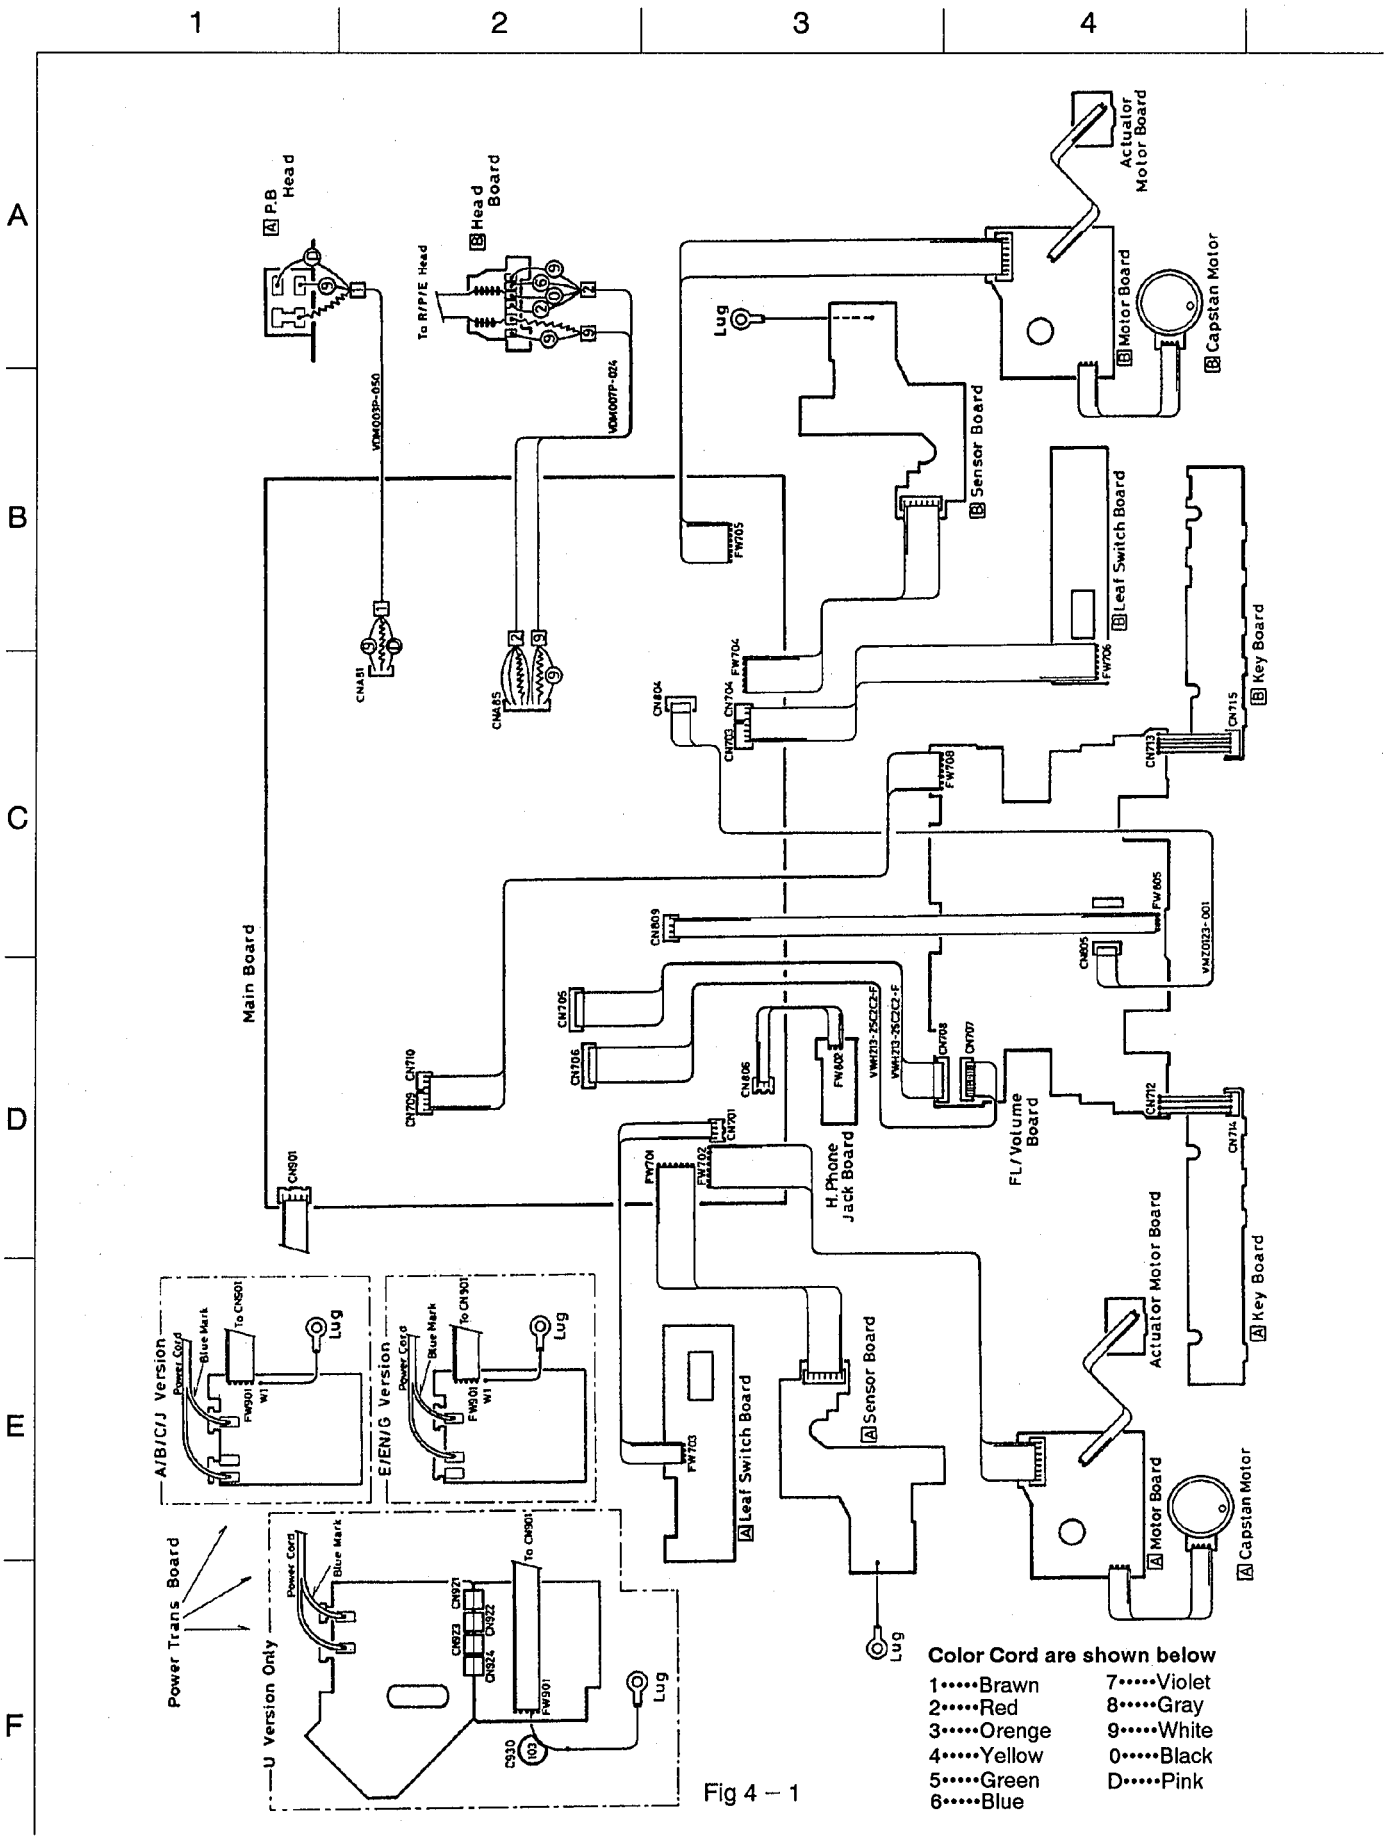 1 2 3 4
A
B
C
D
E
F
A P.B
Head
To R/P/E Head
B Head
Board
VDM003P-050
VDM007P-024
Lug
Actuator
Motor Board
B Motor Board
B Capstan Motor
B Sensor Board
B Leaf Switch Board
B Key Board
FW705
FW704
FW706
CNA81
CNA85
CN804
CN704
CN703
CN713
CN715
FW708
Main Board
CN809
FW805
CN805
VMZ0123-001
CN705
CN706
VWH213-25C2C2-F
VWH213-26C2C2-F
CN708
CN707
CN710
CN709
CN806
FW802
CN701
FW701
FW702
H.Phone
Jack Board
FL/Volume
Board
CN712
CN714
CN901
A/B/C/J Version
Power Cord
Blue Mark
To CN901
FW901
W1
Lug
E/EN/G Version
Power Cord
Blue Mark
To CN901
FW901
W1
Lug
FW703
A Leaf Switch Board
A Sensor Board
Actuator Motor Board
A Key Board
A Motor Board
A Capstan Motor
Lug
Power Trans Board
U Version Only
Power Cord
Blue Mark
To CN901
CN921
CN922
CN923
CN924
FW901
C930
103
Lug
Color Cord are shown below
1•••••Brawn 7•••••Violet
2•••••Red 8•••••Gray
3•••••Orenge 9•••••White
4•••••Yellow 0•••••Black
5•••••Green D•••••Pink
6•••••Blue
Fig 4 – 1